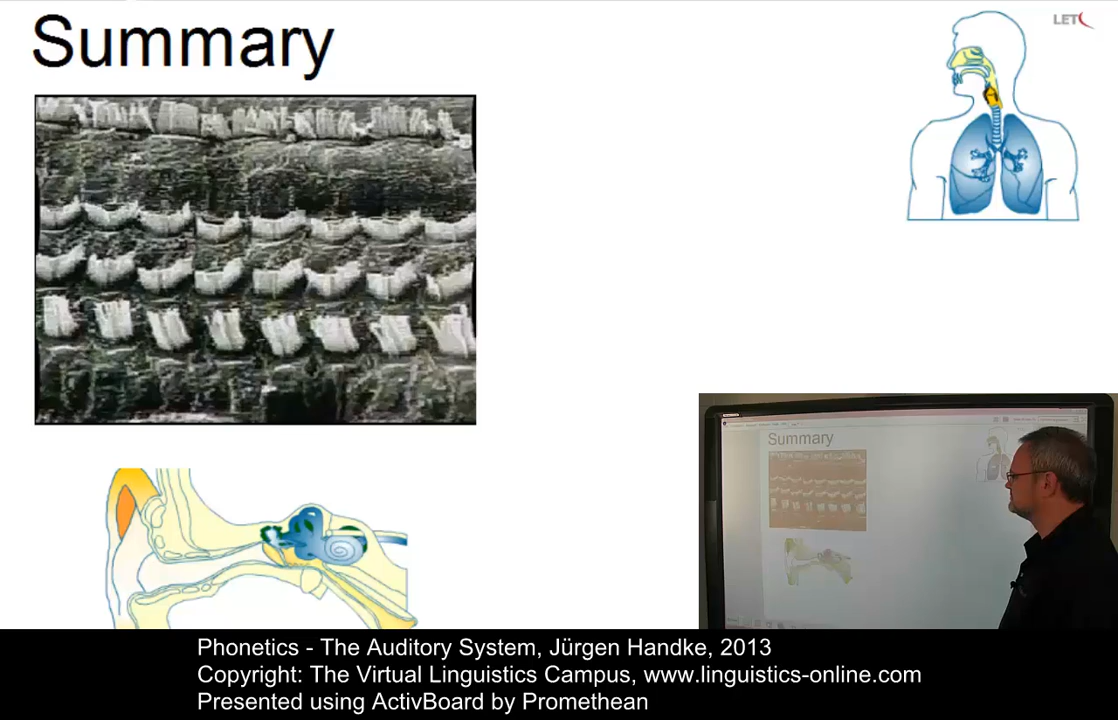 Summary
LET
Summary
Phonetics - The Auditory System, Jürgen Handke, 2013
Copyright: The Virtual Linguistics Campus, www.linguistics-online.com
Presented using ActivBoard by Promethean